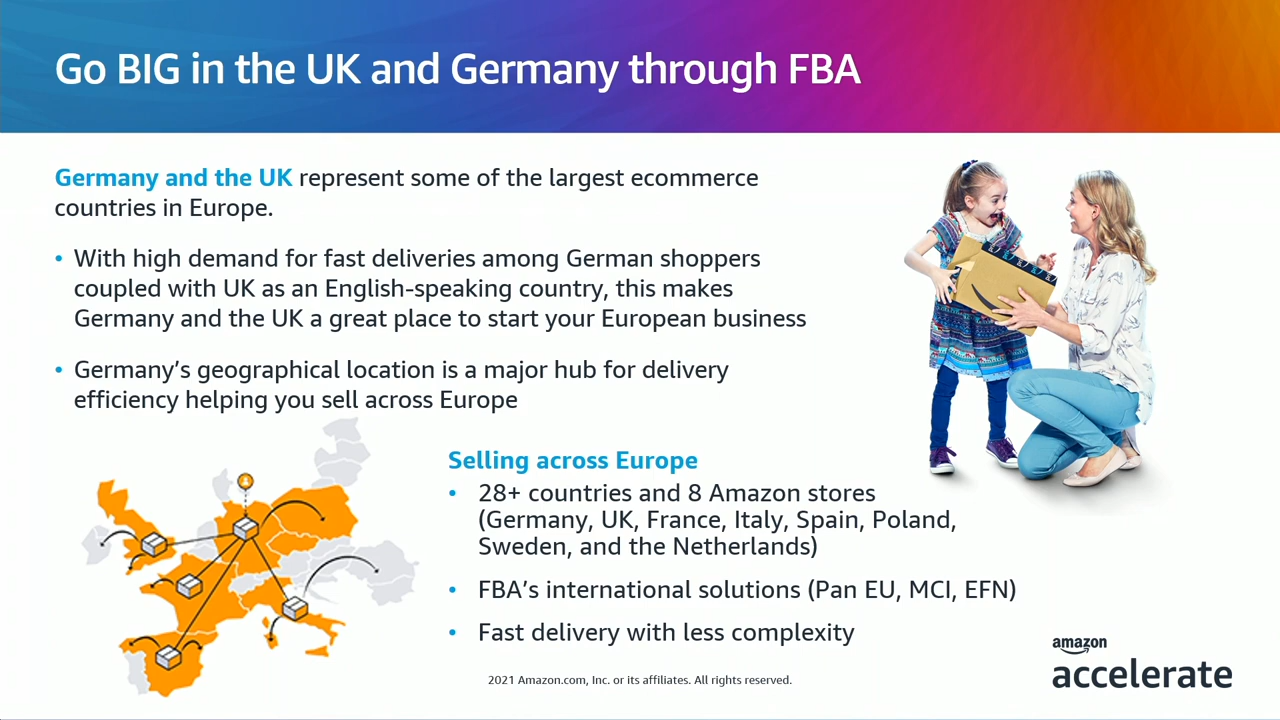 Go BIG in the UK and Germany through FBA
Germany and the UK represent some of the largest ecommerce
countries in Europe.
• With high demand for fast deliveries among German shoppers
coupled with UK as an English-speaking country, this makes
Germany and the UK a great place to start your European business
• Germany’s geographical location is a major hub for delivery
efficiency helping you sell across Europe
Selling across Europe
• 28+ countries and 8 Amazon stores
(Germany, UK, France, Italy, Spain, Poland,
Sweden, and the Netherlands)
• FBA’s international solutions (Pan EU, MCI, EFN)
• Fast delivery with less complexity
2021 Amazon.com, Inc. or its affiliates. All rights reserved.
amazon
accelerate